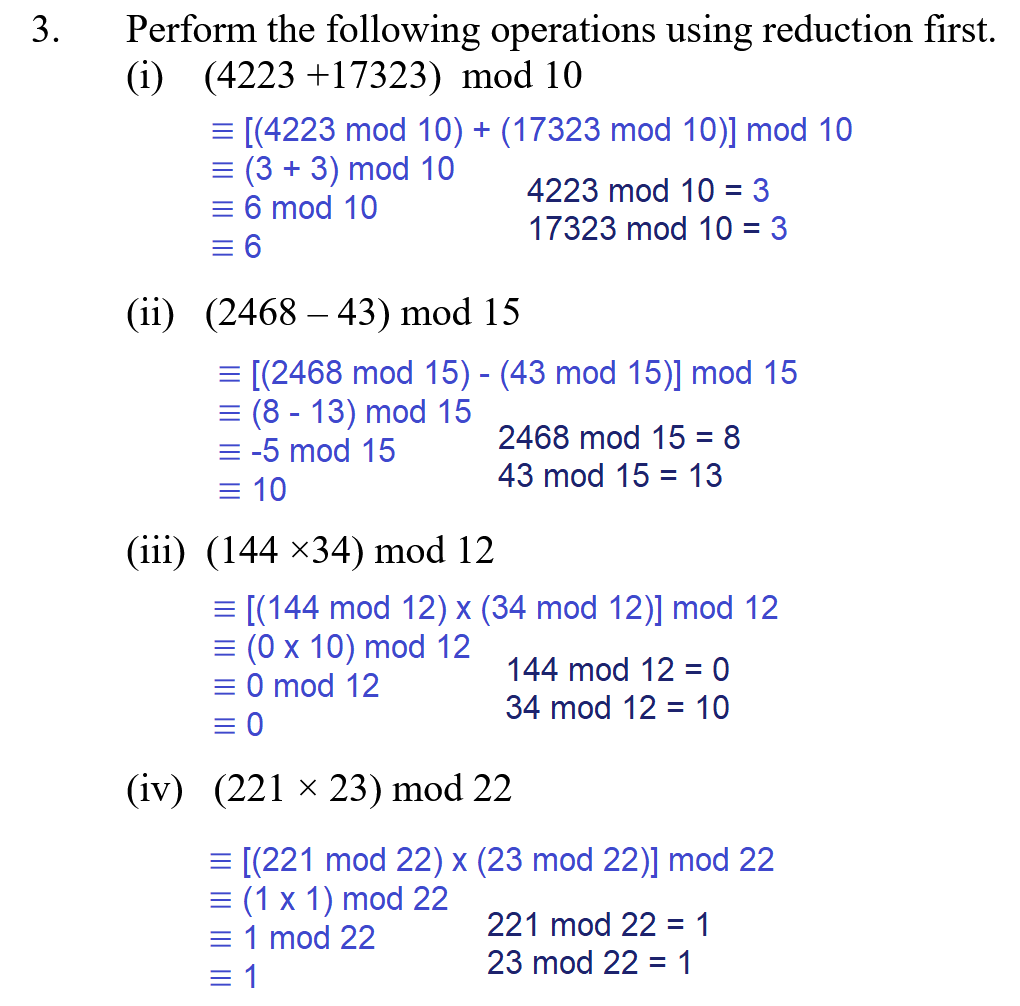 3. Perform the following operations using reduction first.
(i) (4223 +17323) mod 10
≡ [(4223 mod 10) + (17323 mod 10)] mod 10
≡ (3 + 3) mod 10
≡ 6 mod 10
≡ 6
4223 mod 10 = 3
17323 mod 10 = 3
(ii) (2468 – 43) mod 15
≡ [(2468 mod 15) - (43 mod 15)] mod 15
≡ (8 - 13) mod 15
≡ -5 mod 15
≡ 10
2468 mod 15 = 8
43 mod 15 = 13
(iii) (144 ×34) mod 12
≡ [(144 mod 12) x (34 mod 12)] mod 12
≡ (0 x 10) mod 12
≡ 0 mod 12
≡ 0
144 mod 12 = 0
34 mod 12 = 10
(iv) (221 × 23) mod 22
≡ [(221 mod 22) x (23 mod 22)] mod 22
≡ (1 x 1) mod 22
≡ 1 mod 22
≡ 1
221 mod 22 = 1
23 mod 22 = 1